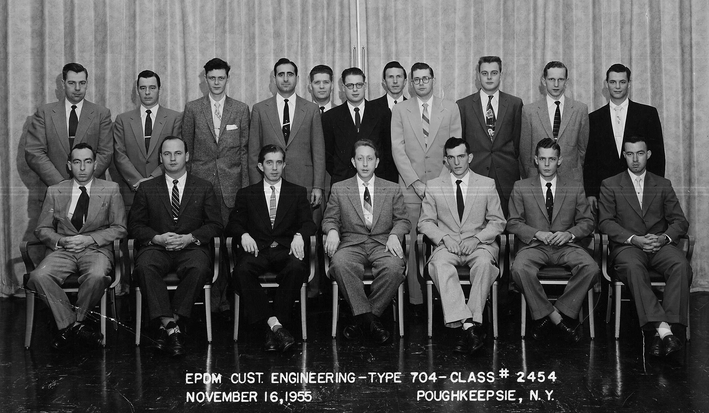 EPDM CUST. ENGINEERING-TYPE 704-CLASS # 2454
NOVEMBER 16, 1955 POUGHKEEPSIE, N.Y.